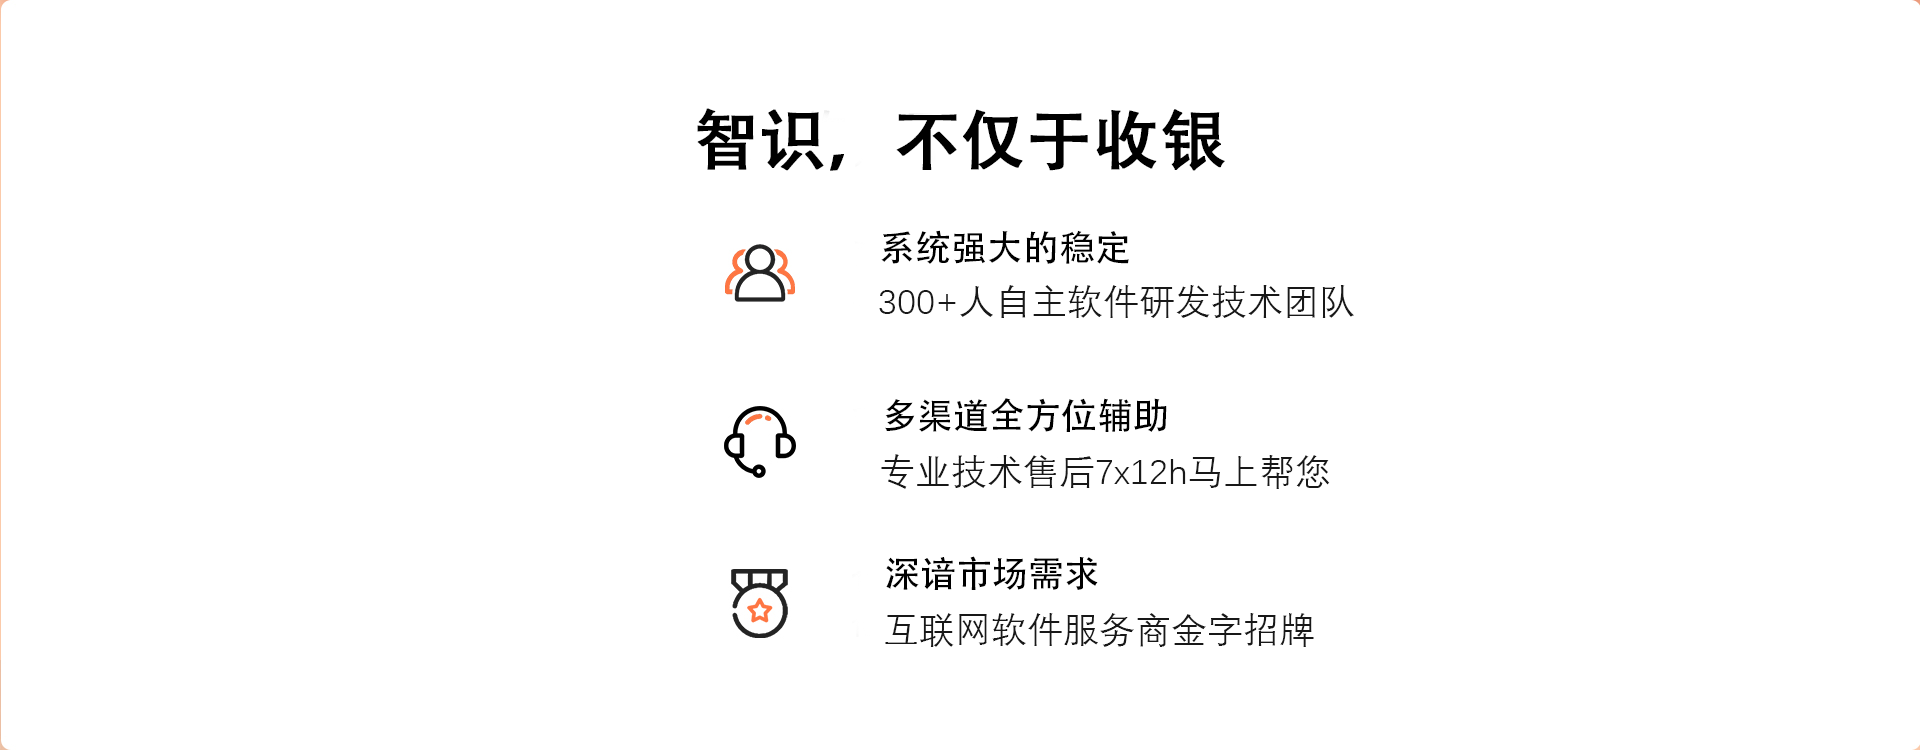 智识，不仅于收银
系统强大的稳定
300+人自主软件研发技术团队
多渠道全方位辅助
专业技术售后7x12h马上帮您
深谙市场需求
互联网软件服务商金字招牌